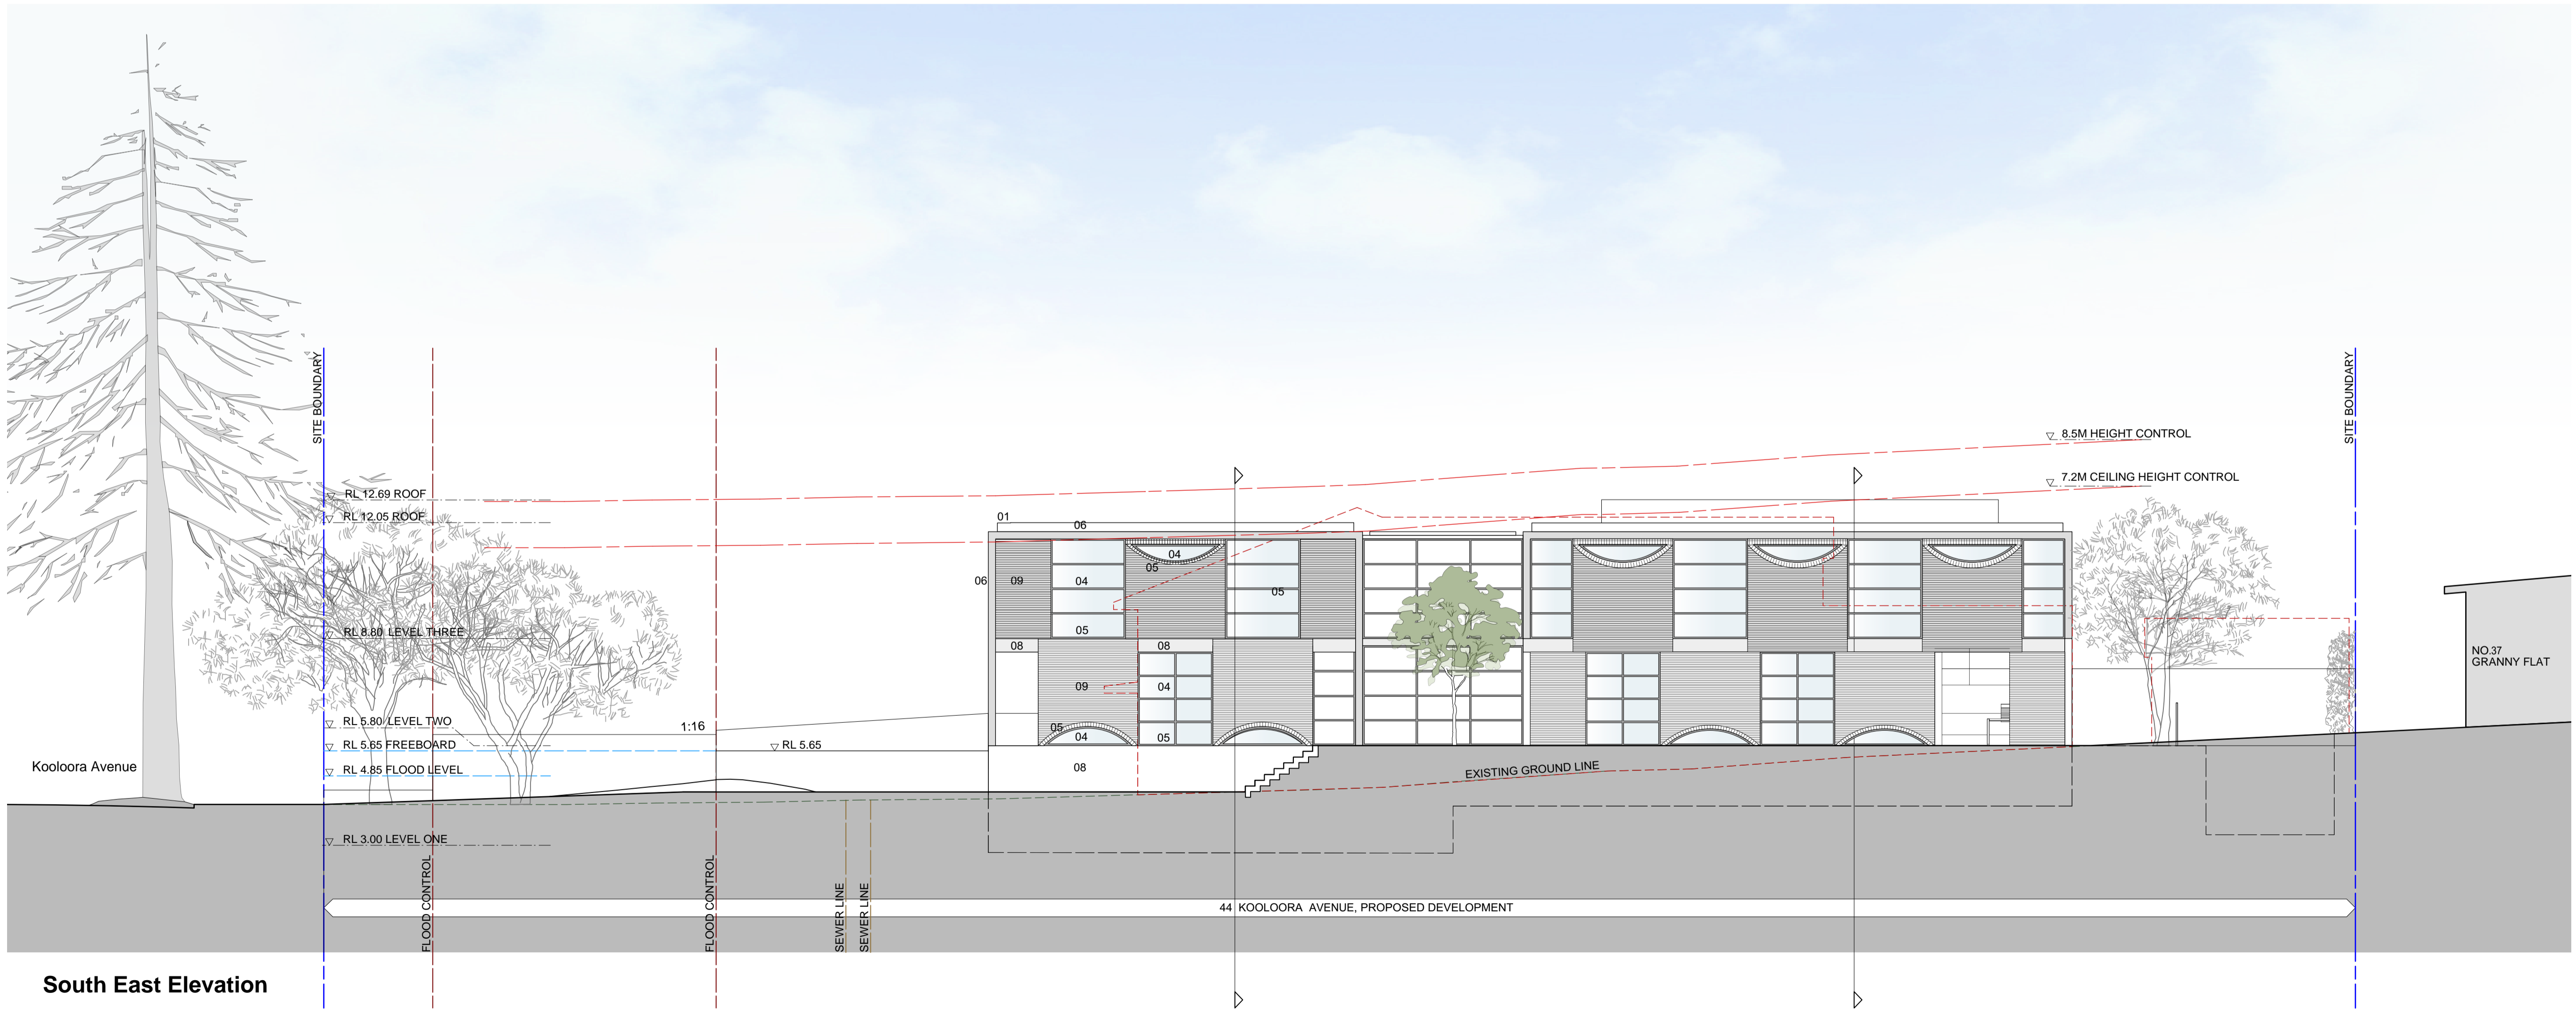 SITE BOUNDARY
SITE BOUNDARY
8.5M HEIGHT CONTROL
7.2M CEILING HEIGHT CONTROL
RL 12.69 ROOF
RL 12.05 ROOF
01
06
04
05
06
09
04
05
05
RL 8.80 LEVEL THREE
08
08
NO.37
GRANNY FLAT
09
04
RL 5.80 LEVEL TWO
1:16
05
04
05
RL 5.65 FREEBOARD
RL 5.65
Kooloora Avenue
RL 4.85 FLOOD LEVEL
08
EXISTING GROUND LINE
RL 3.00 LEVEL ONE
FLOOD CONTROL
FLOOD CONTROL
SEWER LINE
SEWER LINE
44 KOOLOORA AVENUE, PROPOSED DEVELOPMENT
South East Elevation